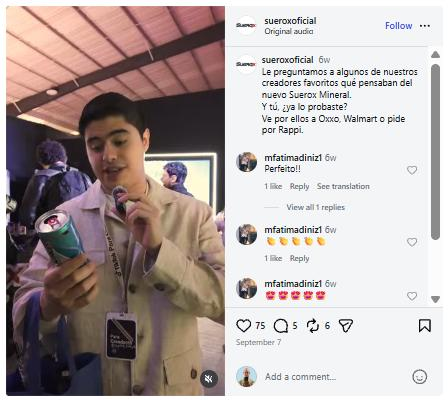 sueroxoficial
Original audio
Follow
SUEROX
sueroxoficial 6w
Le preguntamos a algunos de nuestros
creadores favoritos qué pensaban del
nuevo Suerox Mineral.
Y tú, ¿ya lo probaste?
Ve por ellos a Oxxo, Walmart o pide
por Rappi.
mfatimadiniz1 6w
Perfeito!!
1 like Reply See translation
View all 1 replies
mfatimadiniz1 6w
👏👏👏👏👏
1 like Reply
mfatimadiniz1 6w
😍😍😍😍😍
75 5 6
September 7
Add a comment...